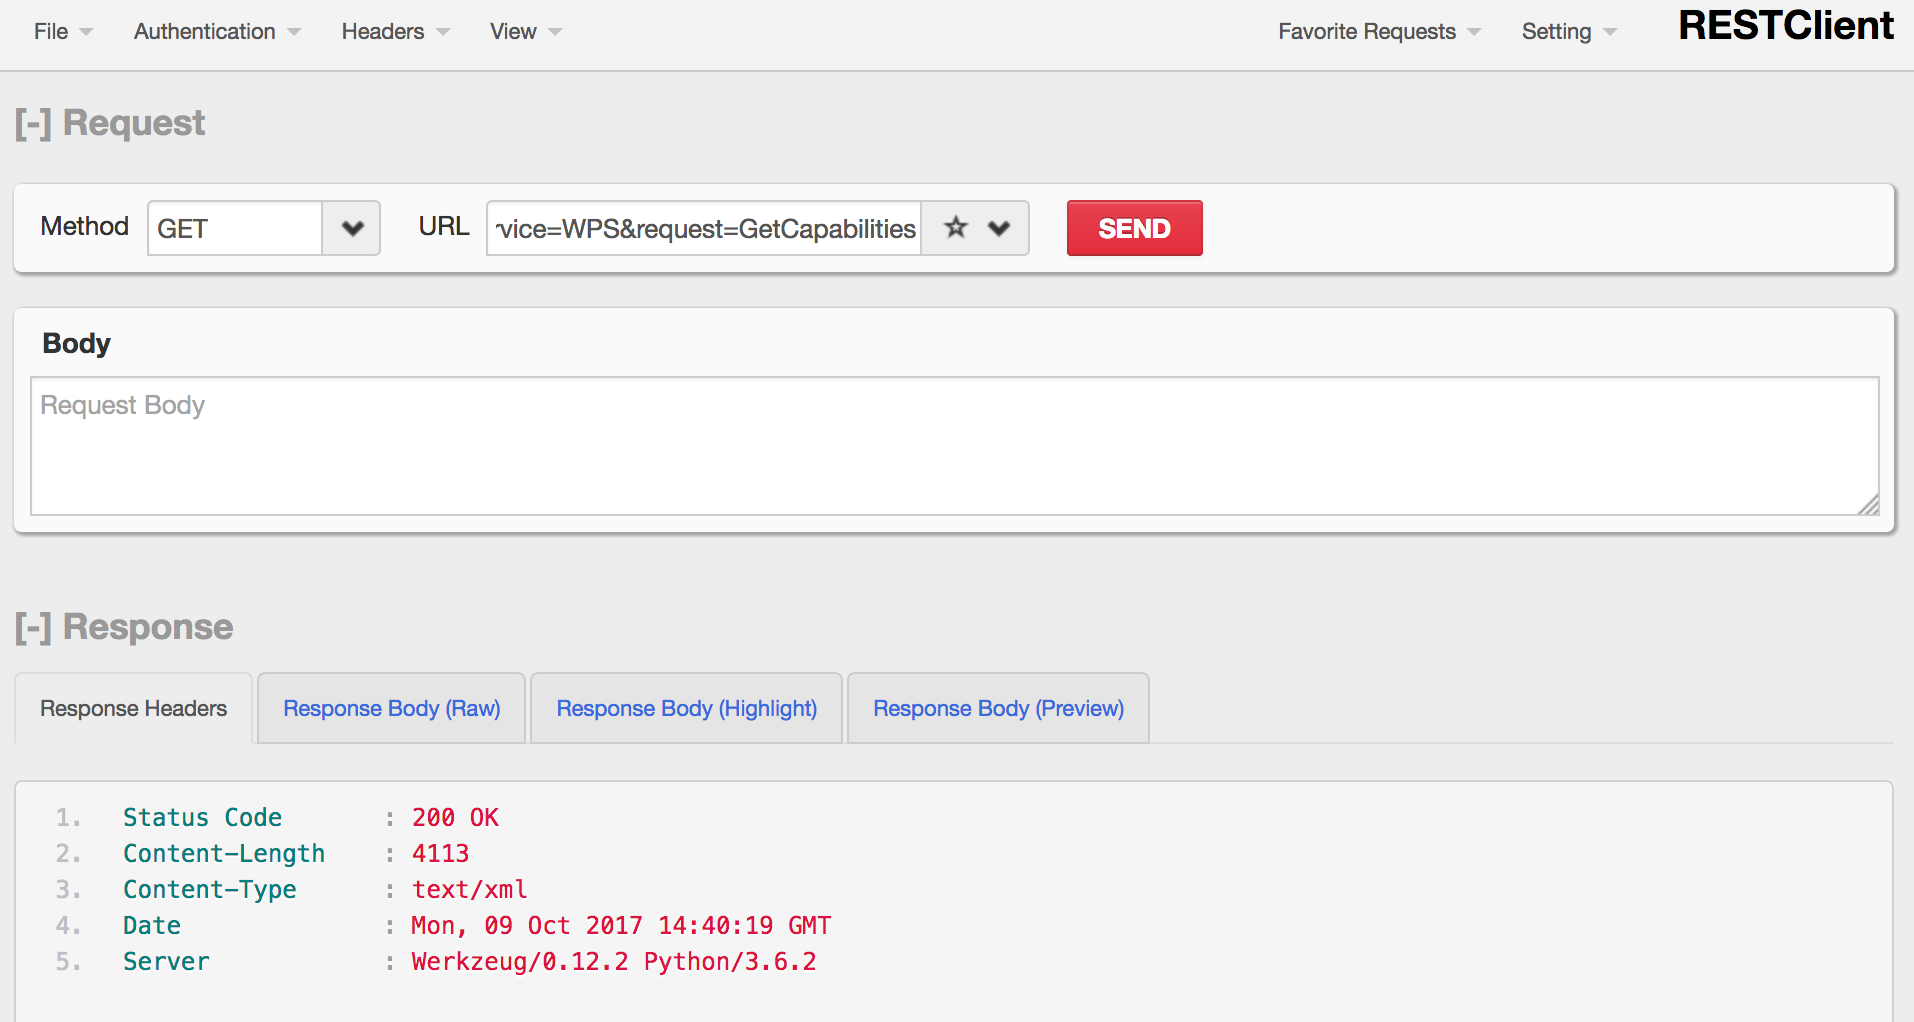 File Authentication Headers View Favorite Requests Setting RESTClient
[-] Request
Method GET URL vice=WPS&request=GetCapabilities SEND
Body
Request Body
[-] Response
Response Headers Response Body (Raw) Response Body (Highlight) Response Body (Preview)
1. Status Code : 200 OK
2. Content-Length : 4113
3. Content-Type : text/xml
4. Date : Mon, 09 Oct 2017 14:40:19 GMT
5. Server : Werkzeug/0.12.2 Python/3.6.2